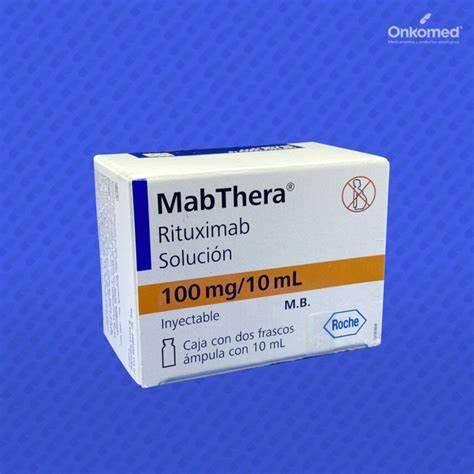 Onkomed®
MabThera®
Rituximab
Solución
100 mg/10 mL
M.B.
Inyectable
Roche
Caja con dos frascos
ámpula con 10 mL